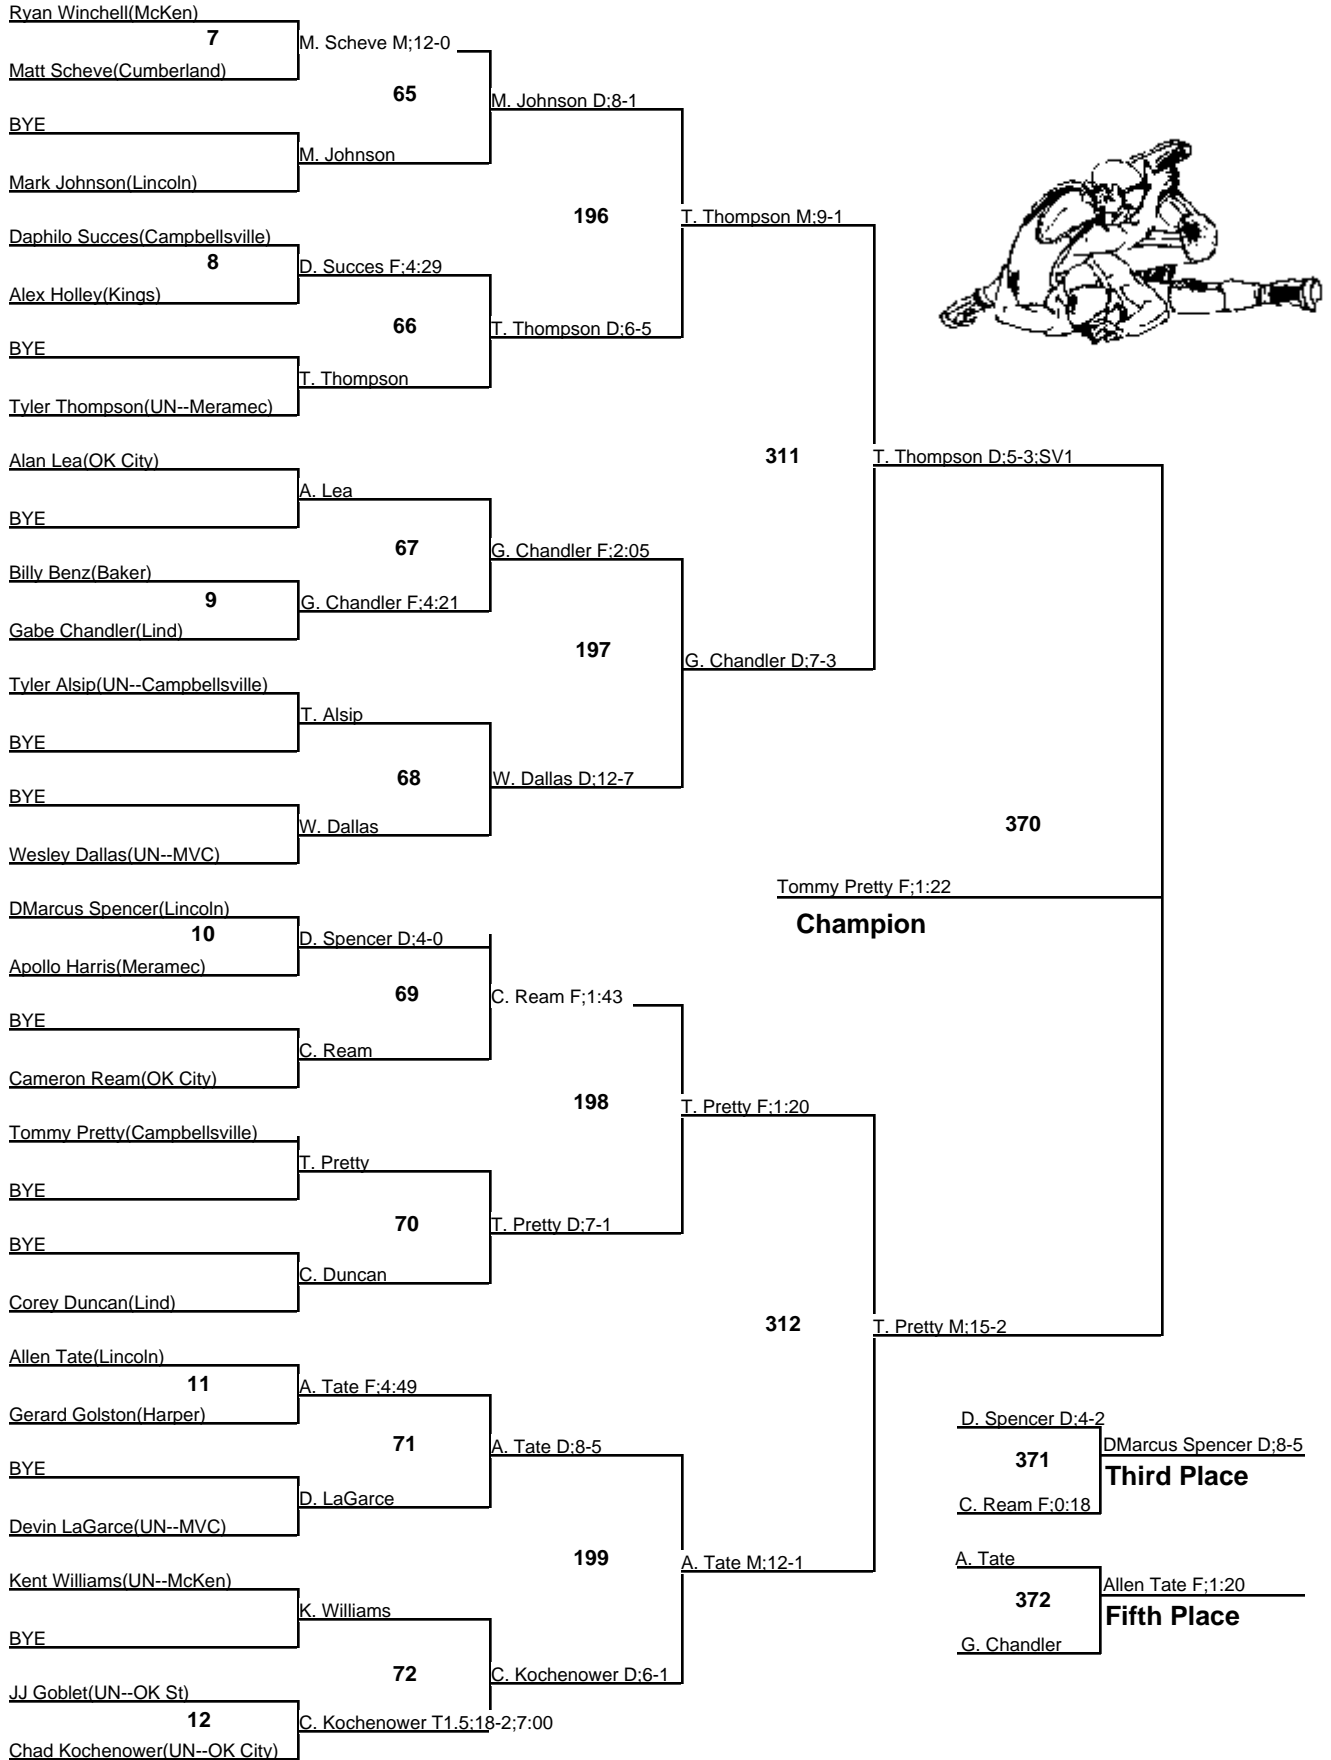 Ryan Winchell(McKen)
7
M. Scheve M;12-0
Matt Scheve(Cumberland)
65
M. Johnson D;8-1
BYE
M. Johnson
Mark Johnson(Lincoln)
196
T. Thompson M;9-1
Daphilo Succes(Campbellsville)
8
D. Succes F;4:29
Alex Holley(Kings)
66
T. Thompson D;6-5
BYE
T. Thompson
Tyler Thompson(UN--Meramec)
311
T. Thompson D;5-3;SV1
Alan Lea(OK City)
A. Lea
BYE
67
G. Chandler F;2:05
Billy Benz(Baker)
9
G. Chandler F;4:21
Gabe Chandler(Lind)
197
G. Chandler D;7-3
Tyler Alsip(UN--Campbellsville)
T. Alsip
BYE
68
W. Dallas D;12-7
BYE
W. Dallas
Wesley Dallas(UN--MVC)
370
Tommy Pretty F;1:22
Champion
DMarcus Spencer(Lincoln)
10
D. Spencer D;4-0
Apollo Harris(Meramec)
69
C. Ream F;1:43
BYE
C. Ream
Cameron Ream(OK City)
198
T. Pretty F;1:20
Tommy Pretty(Campbellsville)
T. Pretty
BYE
70
T. Pretty D;7-1
BYE
C. Duncan
Corey Duncan(Lind)
312
T. Pretty M;15-2
Allen Tate(Lincoln)
11
A. Tate F;4:49
Gerard Golston(Harper)
71
A. Tate D;8-5
BYE
D. LaGarce
Devin LaGarce(UN--MVC)
199
A. Tate M;12-1
Kent Williams(UN--McKen)
K. Williams
BYE
72
C. Kochenower D;6-1
JJ Goblet(UN--OK St)
12
C. Kochenower T1.5;18-2;7:00
Chad Kochenower(UN--OK City)
D. Spencer D;4-2
371
DMarcus Spencer D;8-5
Third Place
C. Ream F;0:18
A. Tate
372
Allen Tate F;1:20
Fifth Place
G. Chandler